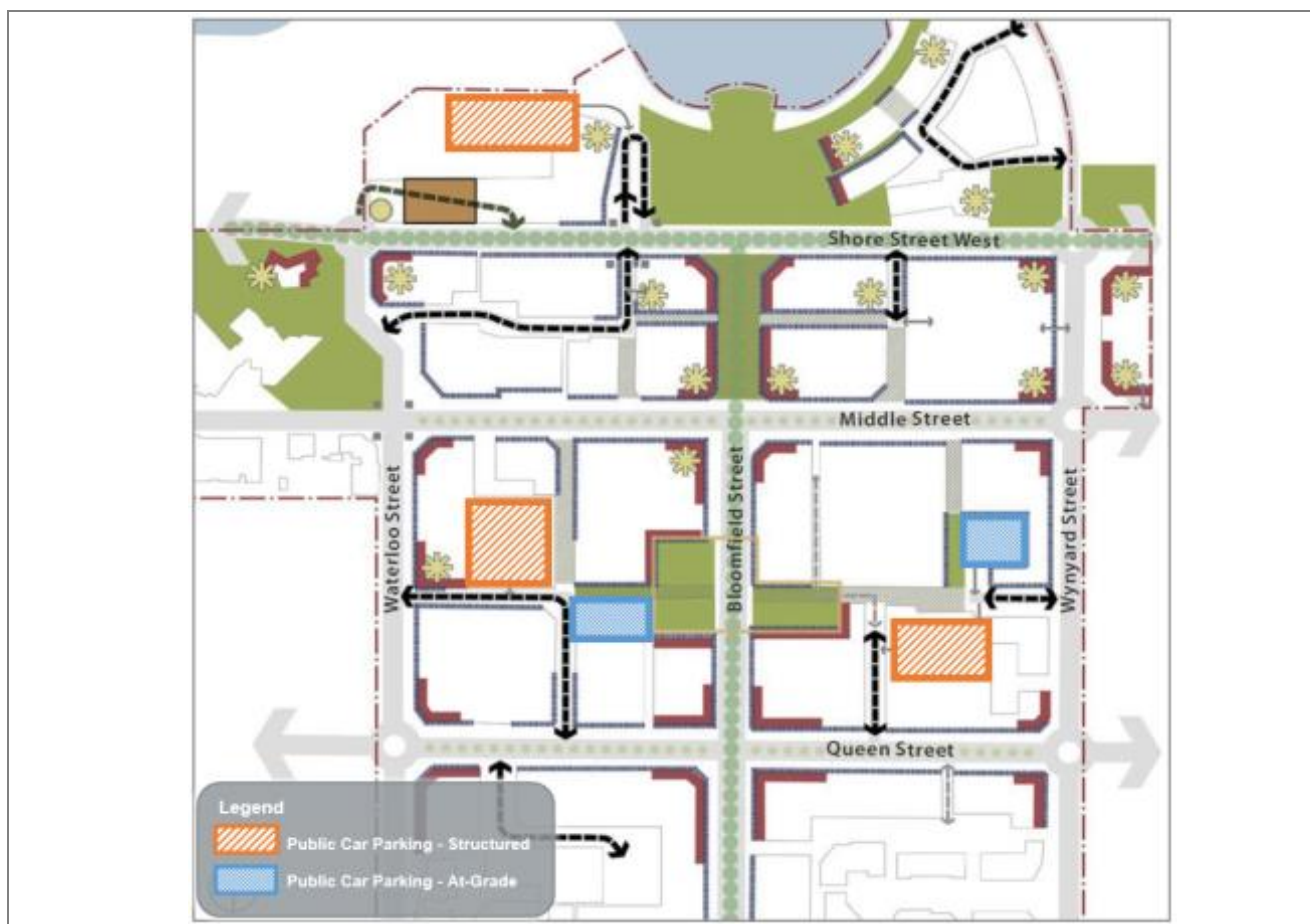 Shore Street West
Middle Street
Waterloo Street
Bloomfield Street
Wynyard Street
Queen Street
Legend
Public Car Parking - Structured
Public Car Parking - At-Grade